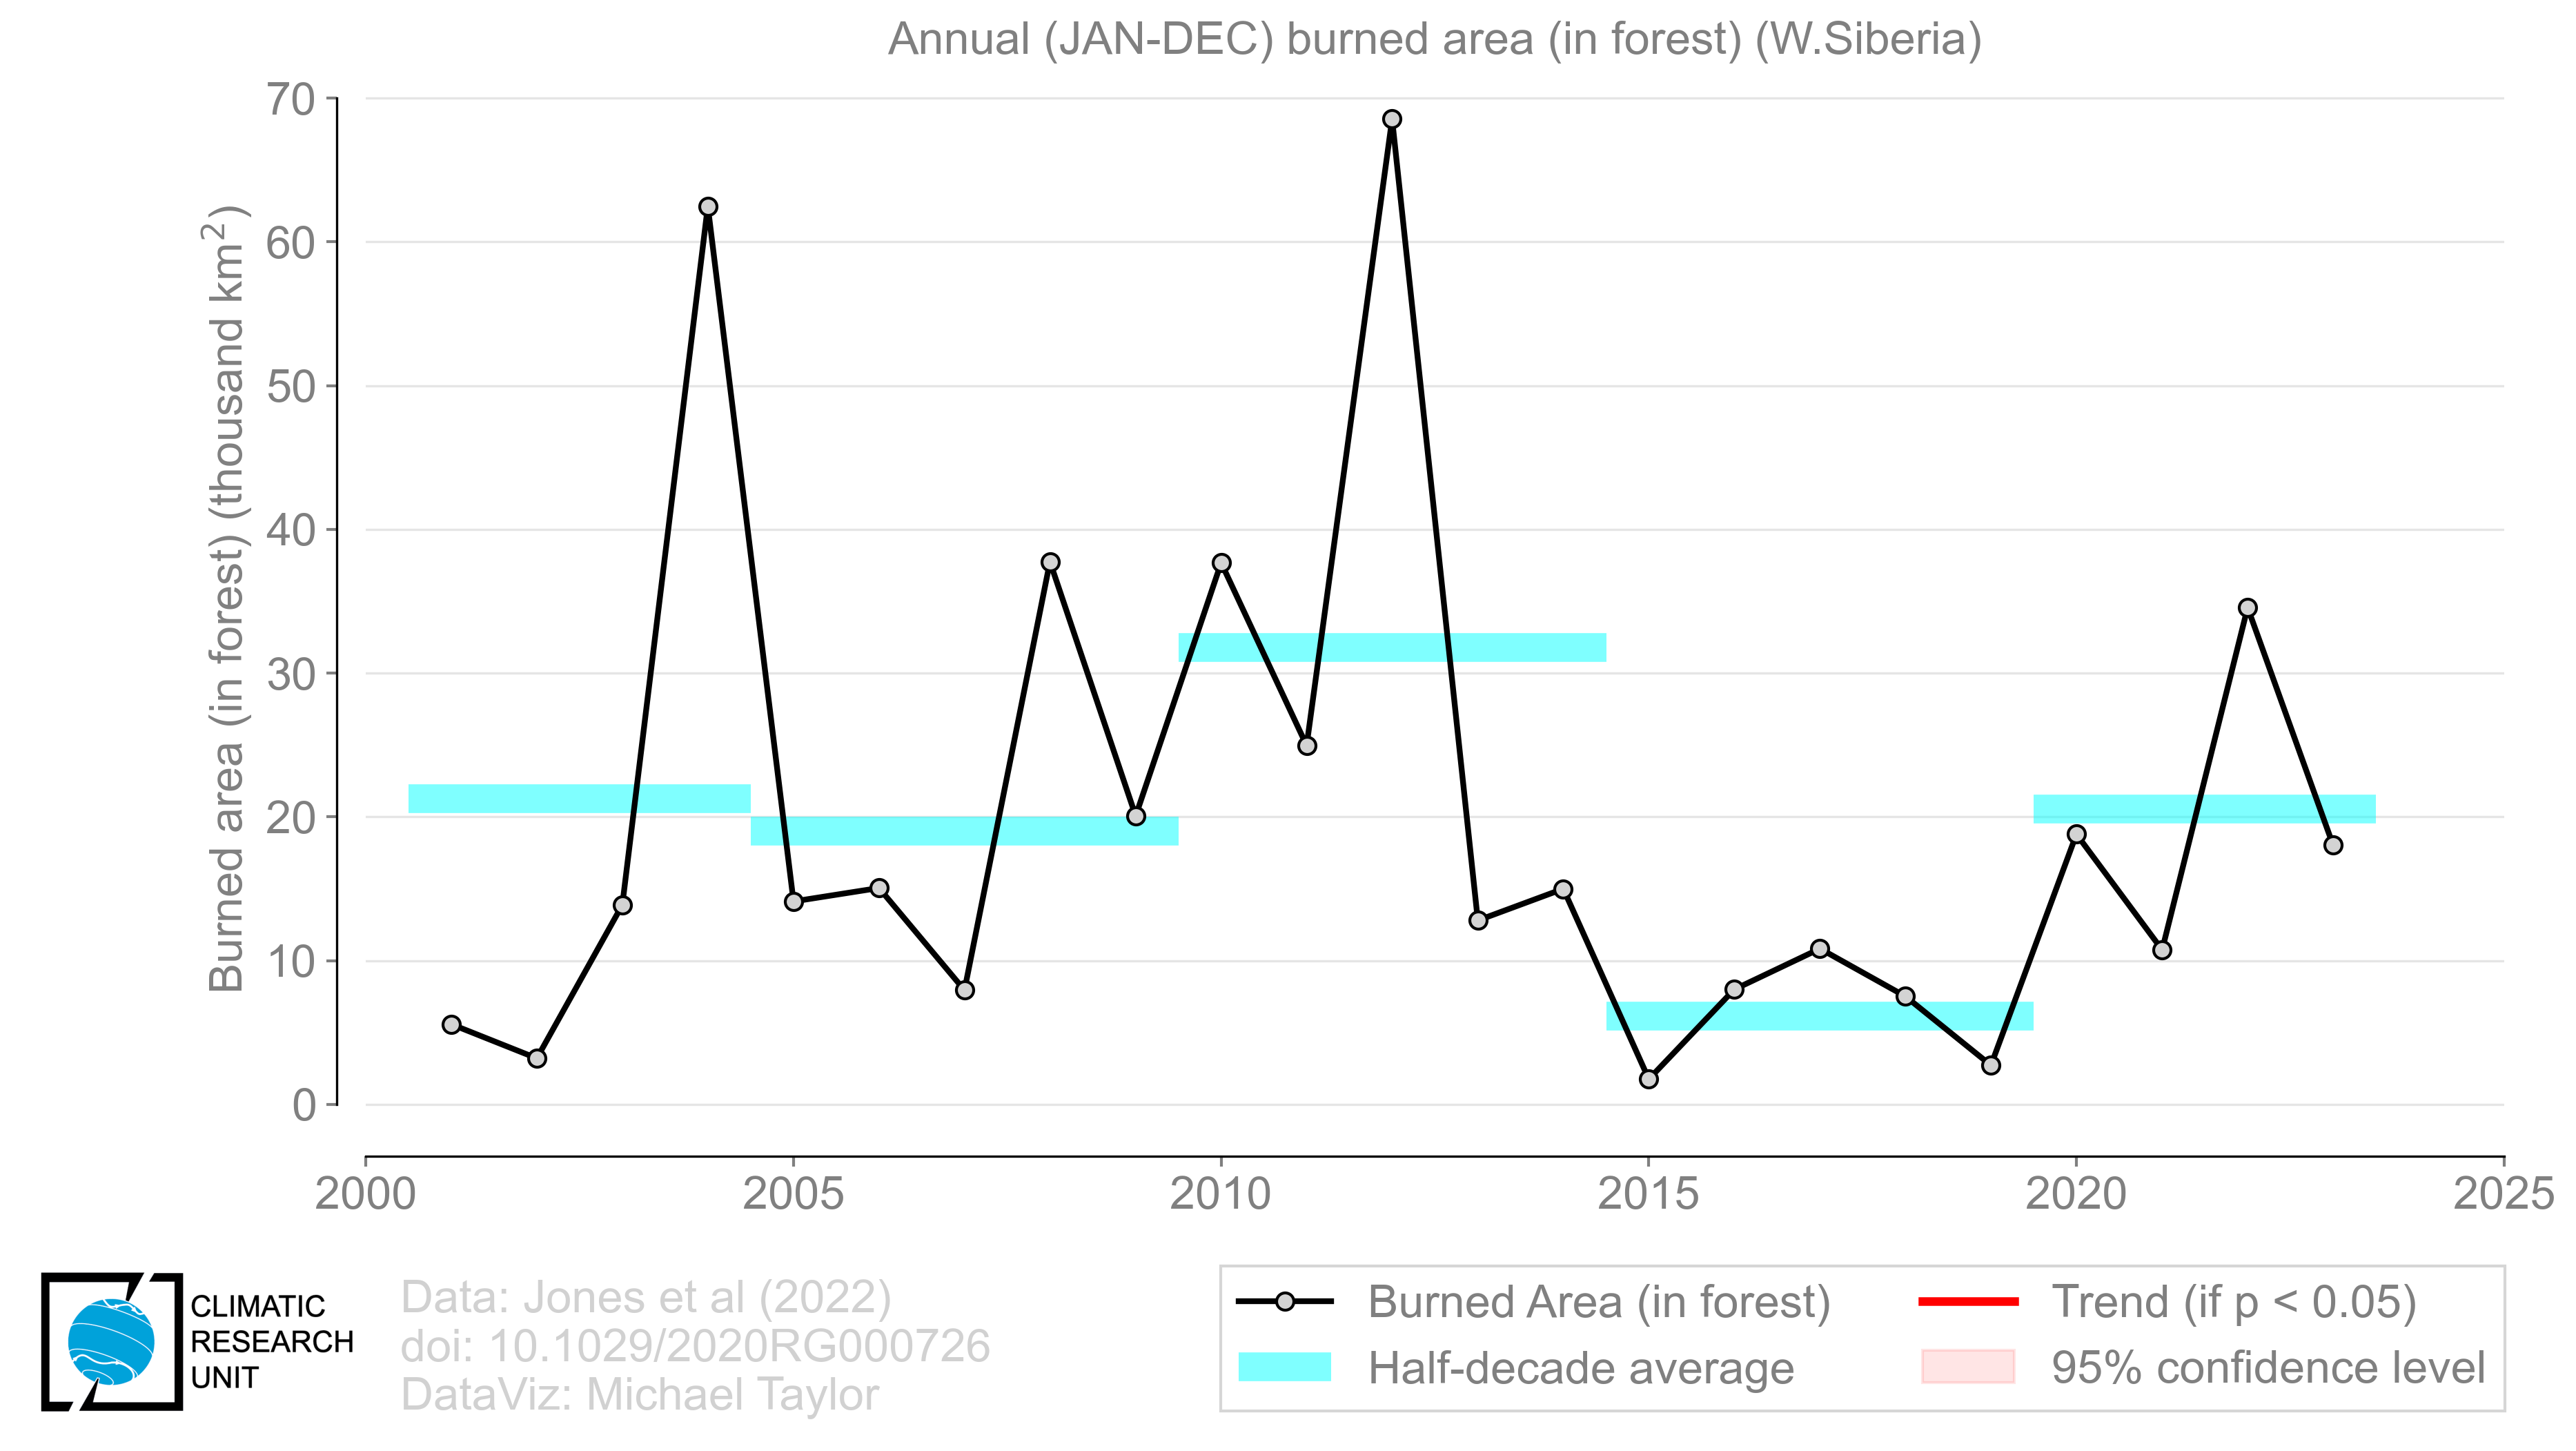 Annual (JAN-DEC) burned area (in forest) (W.Siberia)
Burned area (in forest) (thousand km²)
70
60
50
40
30
20
10
0
2000
2005
2010
2015
2020
2025
CLIMATIC
RESEARCH
UNIT
Data: Jones et al (2022)
doi: 10.1029/2020RG000726
DataViz: Michael Taylor
Burned Area (in forest)
Half-decade average
Trend (if p < 0.05)
95% confidence level